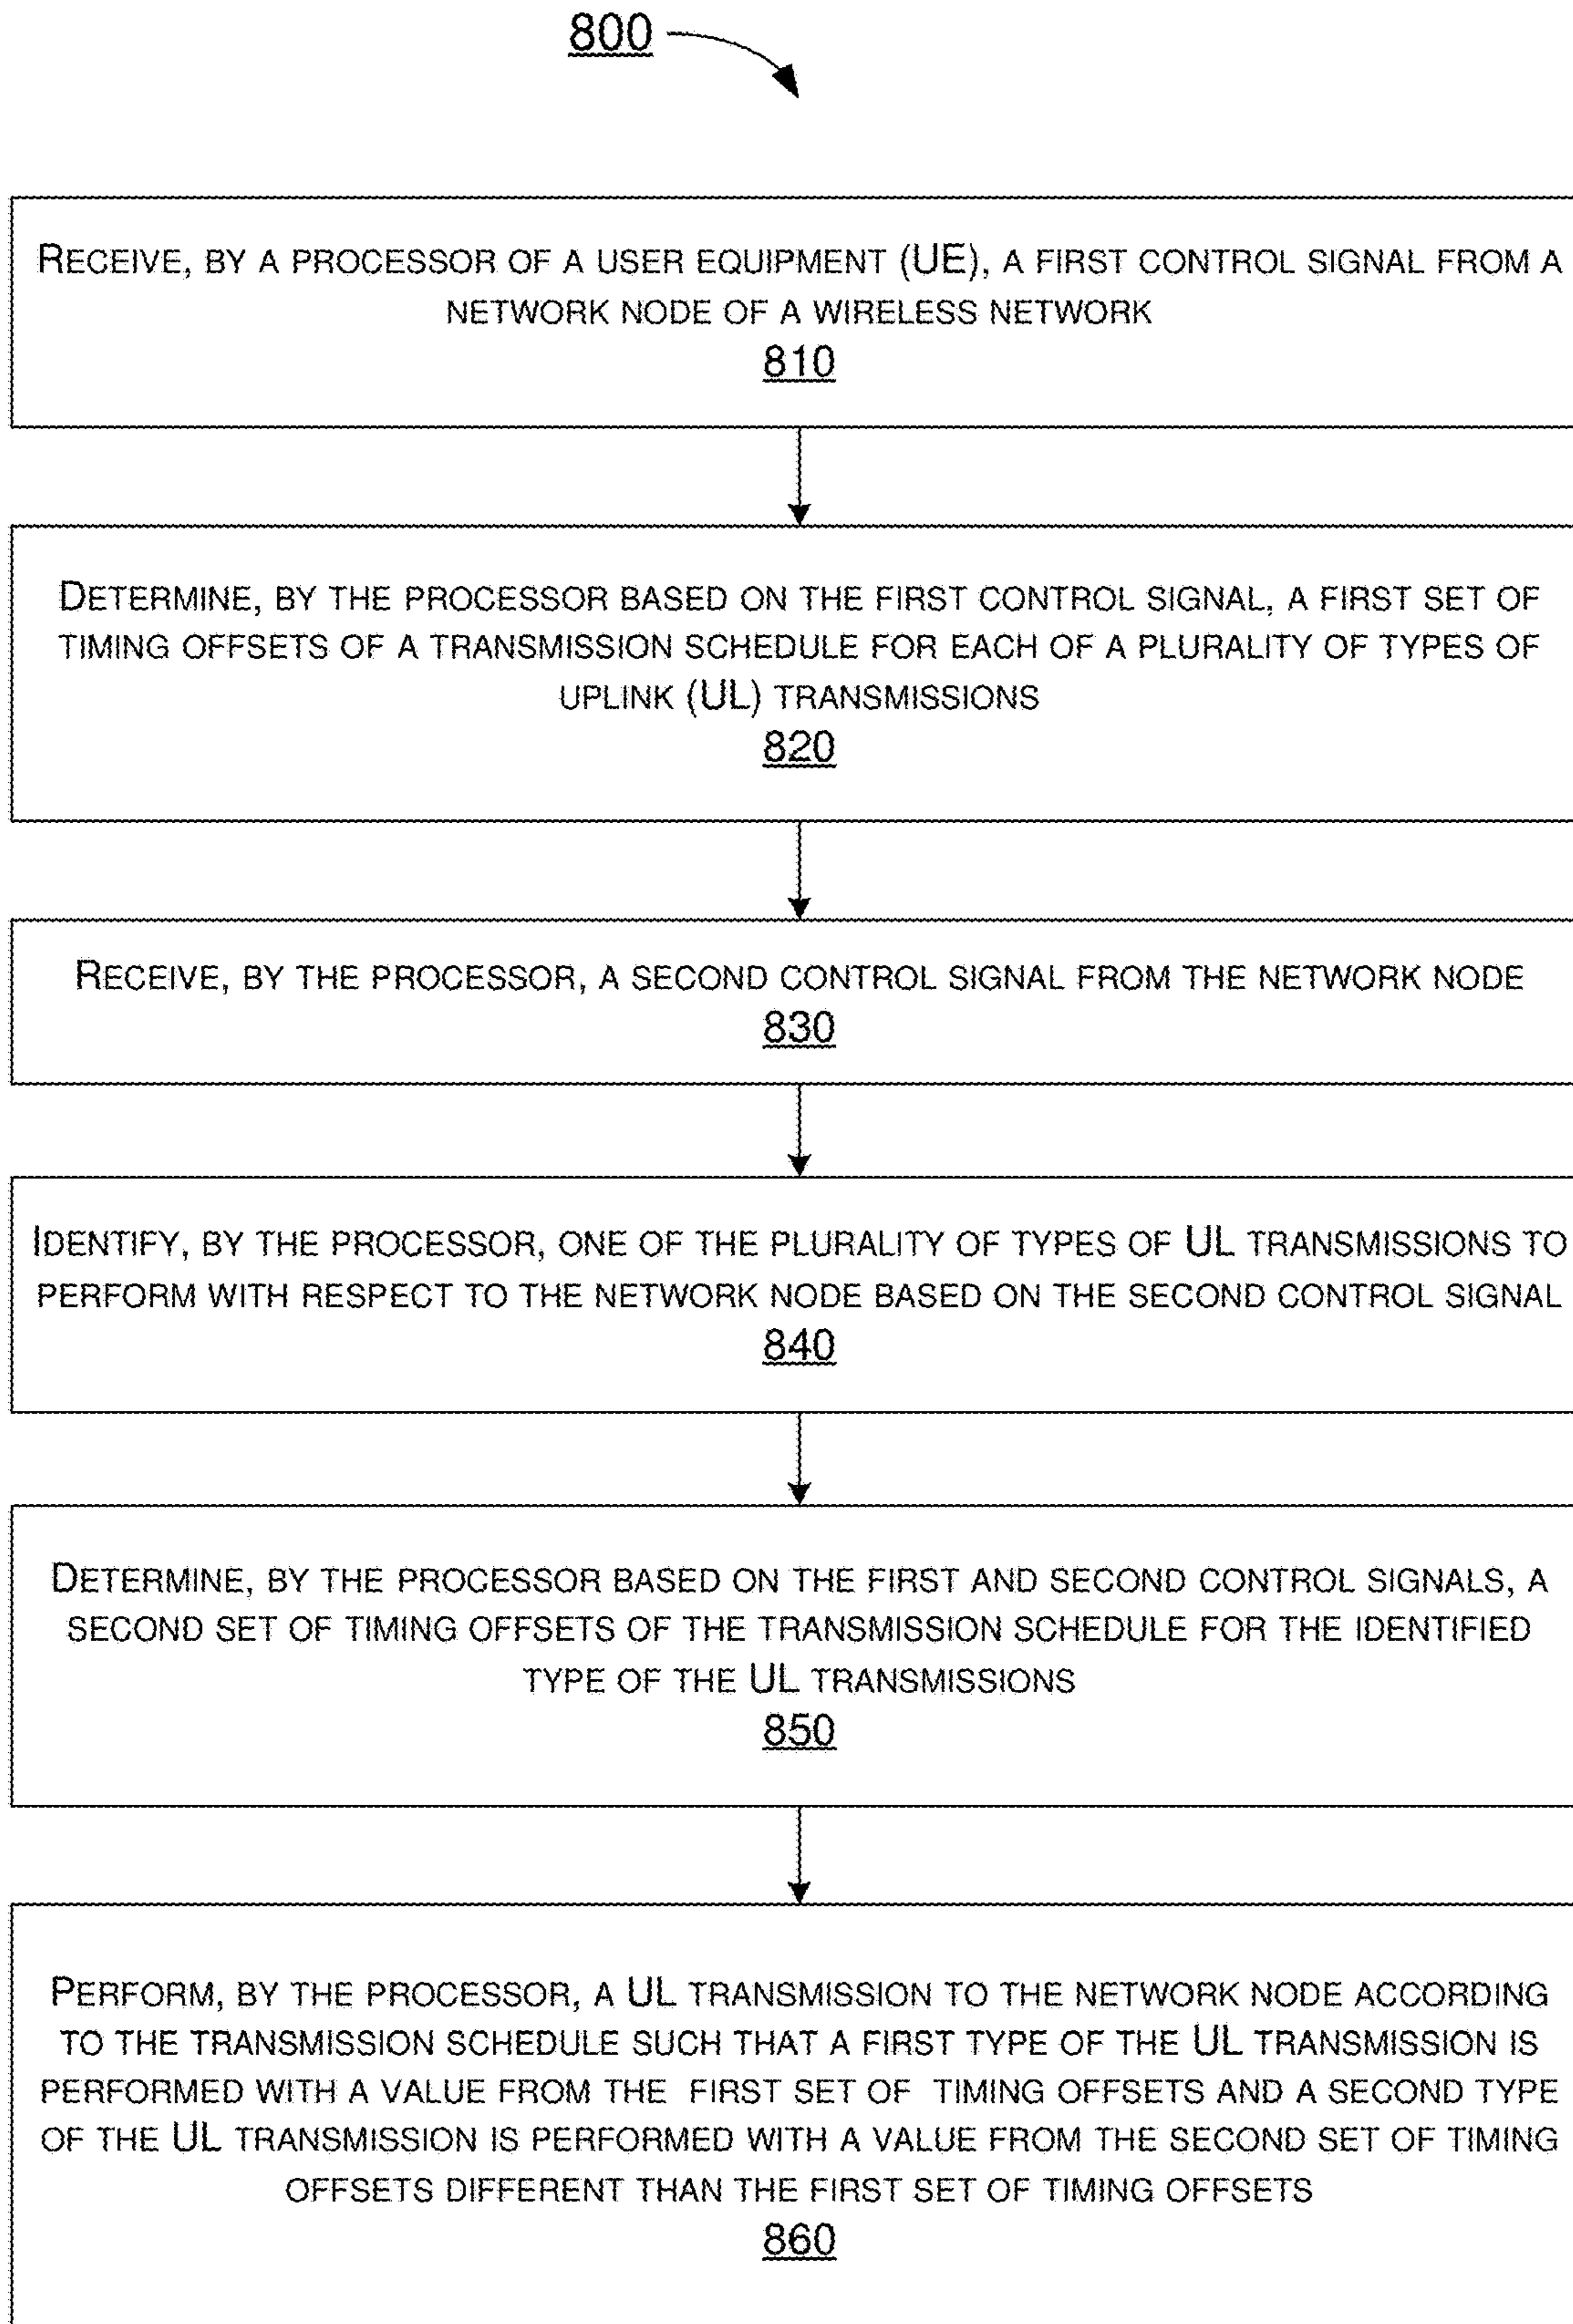 800
RECEIVE, BY A PROCESSOR OF A USER EQUIPMENT (UE), A FIRST CONTROL SIGNAL FROM A
NETWORK NODE OF A WIRELESS NETWORK
810
DETERMINE, BY THE PROCESSOR BASED ON THE FIRST CONTROL SIGNAL, A FIRST SET OF
TIMING OFFSETS OF A TRANSMISSION SCHEDULE FOR EACH OF A PLURALITY OF TYPES OF
UPLINK (UL) TRANSMISSIONS
820
RECEIVE, BY THE PROCESSOR, A SECOND CONTROL SIGNAL FROM THE NETWORK NODE
830
IDENTIFY, BY THE PROCESSOR, ONE OF THE PLURALITY OF TYPES OF UL TRANSMISSIONS TO
PERFORM WITH RESPECT TO THE NETWORK NODE BASED ON THE SECOND CONTROL SIGNAL
840
DETERMINE, BY THE PROCESSOR BASED ON THE FIRST AND SECOND CONTROL SIGNALS, A
SECOND SET OF TIMING OFFSETS OF THE TRANSMISSION SCHEDULE FOR THE IDENTIFIED
TYPE OF THE UL TRANSMISSIONS
850
PERFORM, BY THE PROCESSOR, A UL TRANSMISSION TO THE NETWORK NODE ACCORDING
TO THE TRANSMISSION SCHEDULE SUCH THAT A FIRST TYPE OF THE UL TRANSMISSION IS
PERFORMED WITH A VALUE FROM THE FIRST SET OF TIMING OFFSETS AND A SECOND TYPE
OF THE UL TRANSMISSION IS PERFORMED WITH A VALUE FROM THE SECOND SET OF TIMING
OFFSETS DIFFERENT THAN THE FIRST SET OF TIMING OFFSETS
860